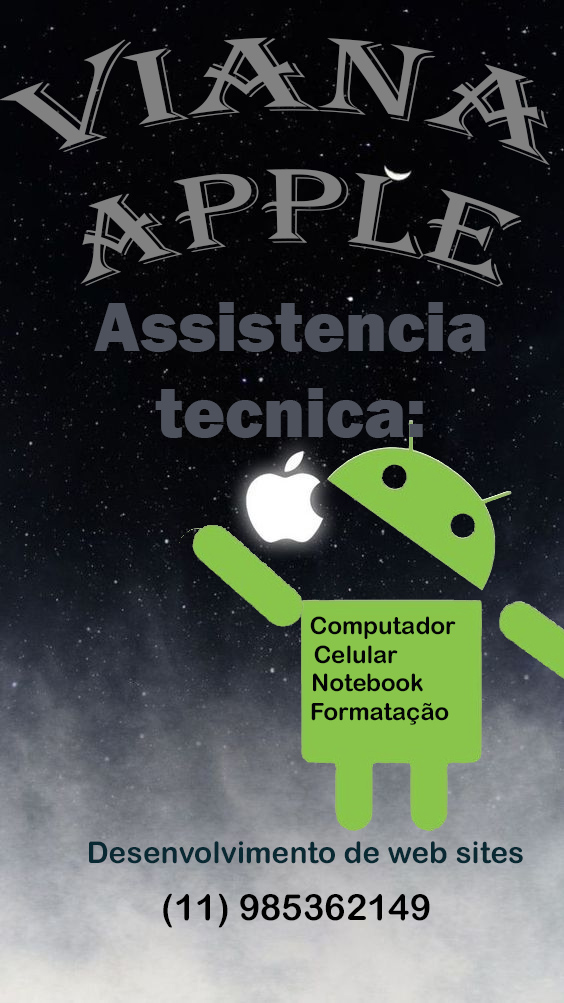 VIANA
APPLE
Assistencia
tecnica:
Computador
Celular
Notebook
Formatação
Desenvolvimento de web sites
(11) 985362149